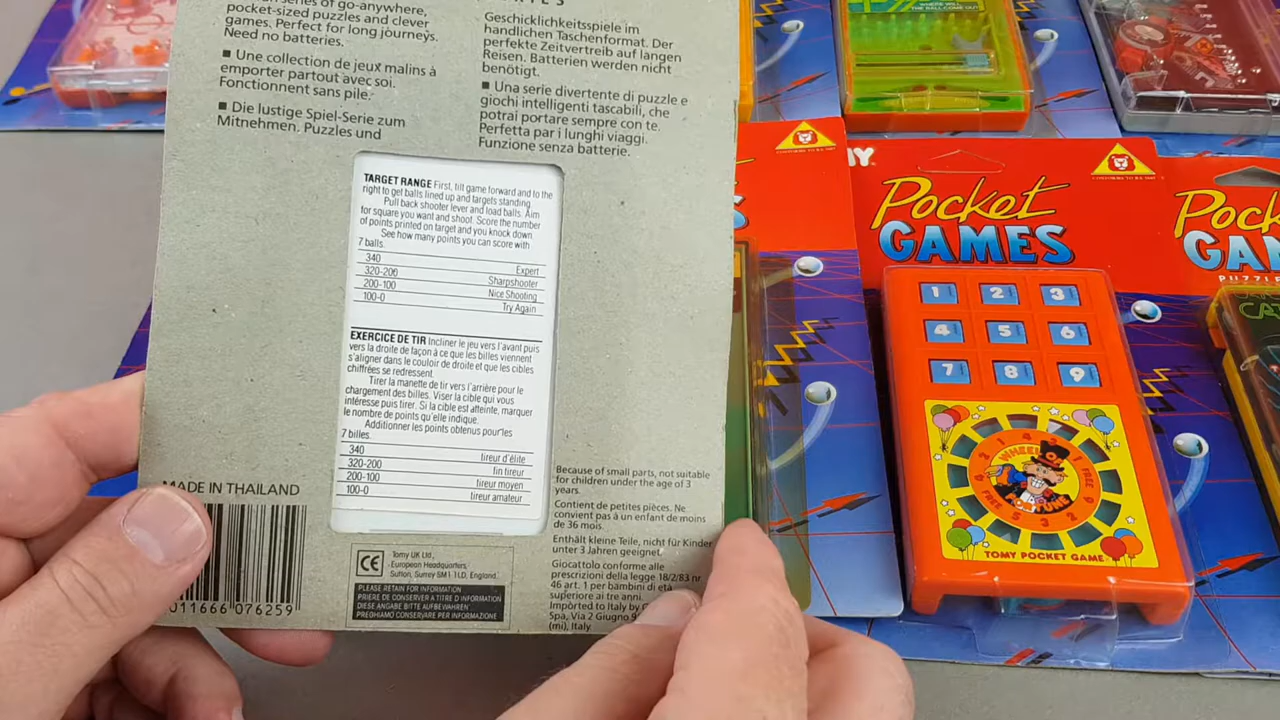 series of go-anywhere,
pocket-sized puzzles and clever
games. Perfect for long journeys.
Need no batteries.
■ Une collection de jeux malins à
emporter partout avec soi.
Fonctionnent sans pile.
■ Die lustige Spiel-Serie zum
Mitnehmen. Puzzles und
Geschicklichkeitsspiele im
handlichen Taschenformat. Der
perfekte Zeitvertreib auf langen
Reisen. Batterien werden nicht
benötigt.
■ Una serie divertente di puzzle e
giochi intelligenti tascabili, che
potrai portare sempre con te.
Perfetta par i lunghi viaggi.
Funzione senza batterie.
TARGET RANGE First, tilt game forward and to the
right to get balls lined up and targets standing.
Pull back shooter lever and load balls. Aim
for square you want and shoot. Score the number
of points printed on target and you knock down
See how many points you can score with
7 balls.
340 Expert
320-200 Sharpshooter
200-100 Nice Shooting
100-0 Try Again
EXERCICE DE TIR Incliner le jeu vers l'avant puis
vers la droite de façon à ce que les billes viennent
s'aligner dans le couloir de droite et que les cibles
chiffrées se redressent.
Tirer la manette de tir vers l'arrière pour le
chargement des billes. Viser la cible qui vous
intéresse puis tirer. Si la cible est atteinte, marquer
le nombre de points qu'elle indique.
Additionner les points obtenus pour les
7 billes.
340 tireur d'élite
320-200 fin tireur
200-100 tireur moyen
100-0 tireur amateur
MADE IN THAILAND
011666 076259
CE
Tomy UK Ltd.,
European Headquarters,
Sutton, Surrey SM1 1LD, England.
PLEASE RETAIN FOR INFORMATION
PRIERE DE CONSERVER A TITRE D'INFORMATION
DIESE ANGABE BITTE AUFBEWAHREN
PREGHIAMO CONSERVARE PER INFORMAZIONE
Because of small parts, not suitable
for children under the age of 3
years.
Contient de petites pièces. Ne
convient pas à un enfant de moins
de 36 mois.
Enthält kleine Teile, nicht für Kinder
unter 3 Jahren geeignet.
Giocattolo conforme alle
prescrizioni della legge 18/2/83 nr.
46 art. 1 per bambini di età
superiore ai tre anni.
Imported to Italy by
Spa, Via 2 Giugno
(mi), Italy
WHERE WILL
THE BALL COME OUT?
Pocket
GAMES
1 2 3
4 5 6
7 8 9
WHEEL OF
FORTUNE
FREE
FREE
TOMY POCKET GAME
Pocket